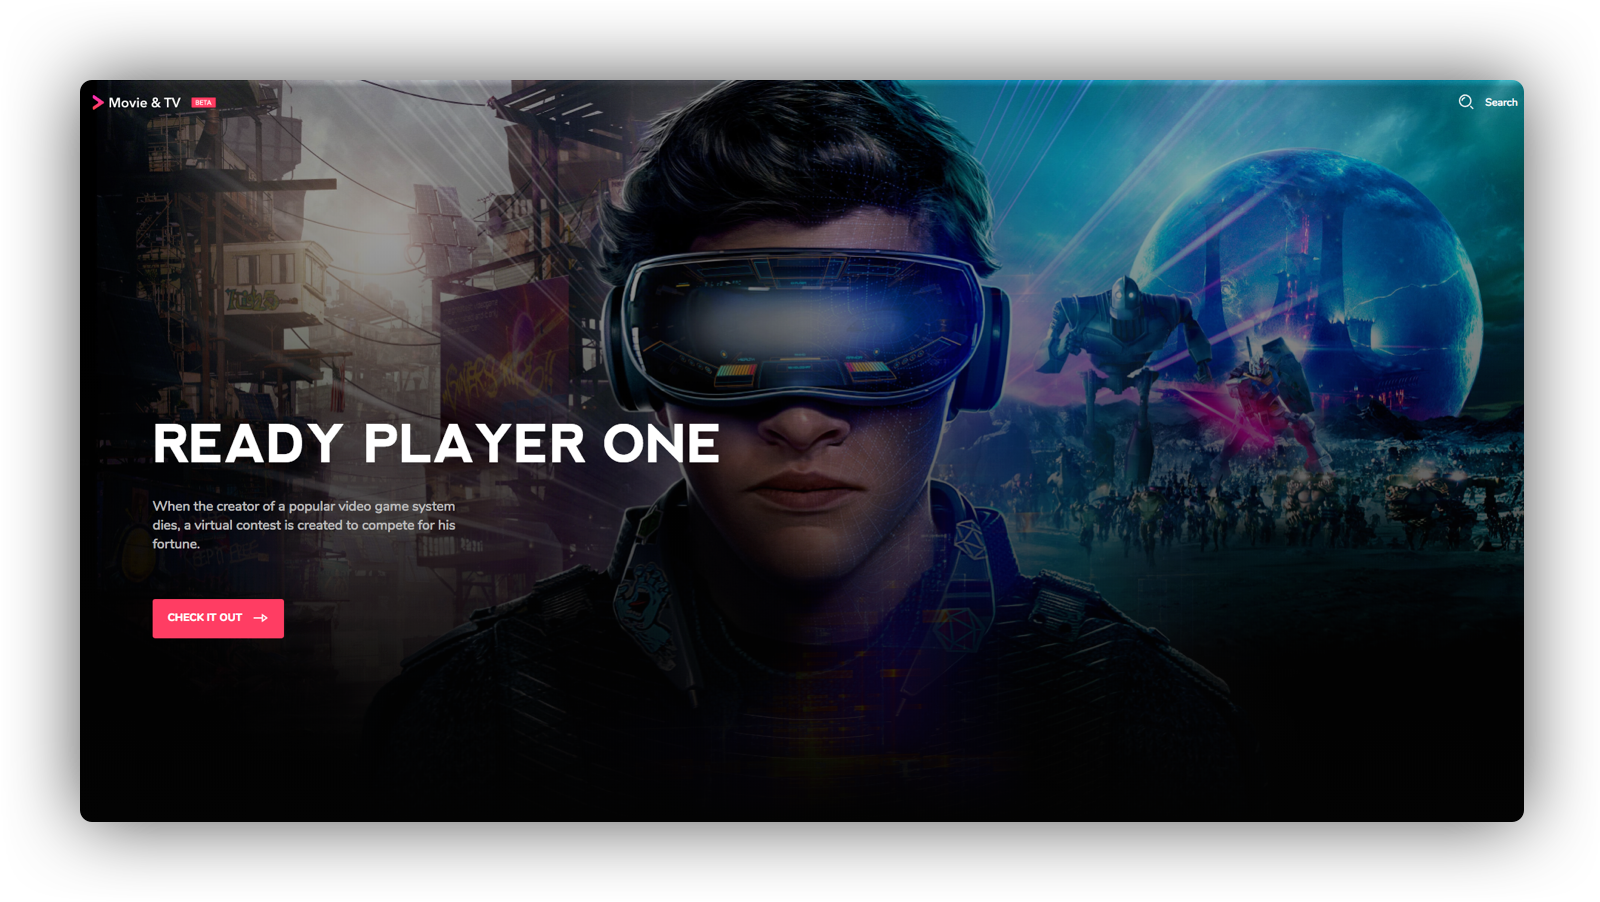 Movie & TV BETA
Search
READY PLAYER ONE
When the creator of a popular video game system
dies, a virtual contest is created to compete for his
fortune.
CHECK IT OUT